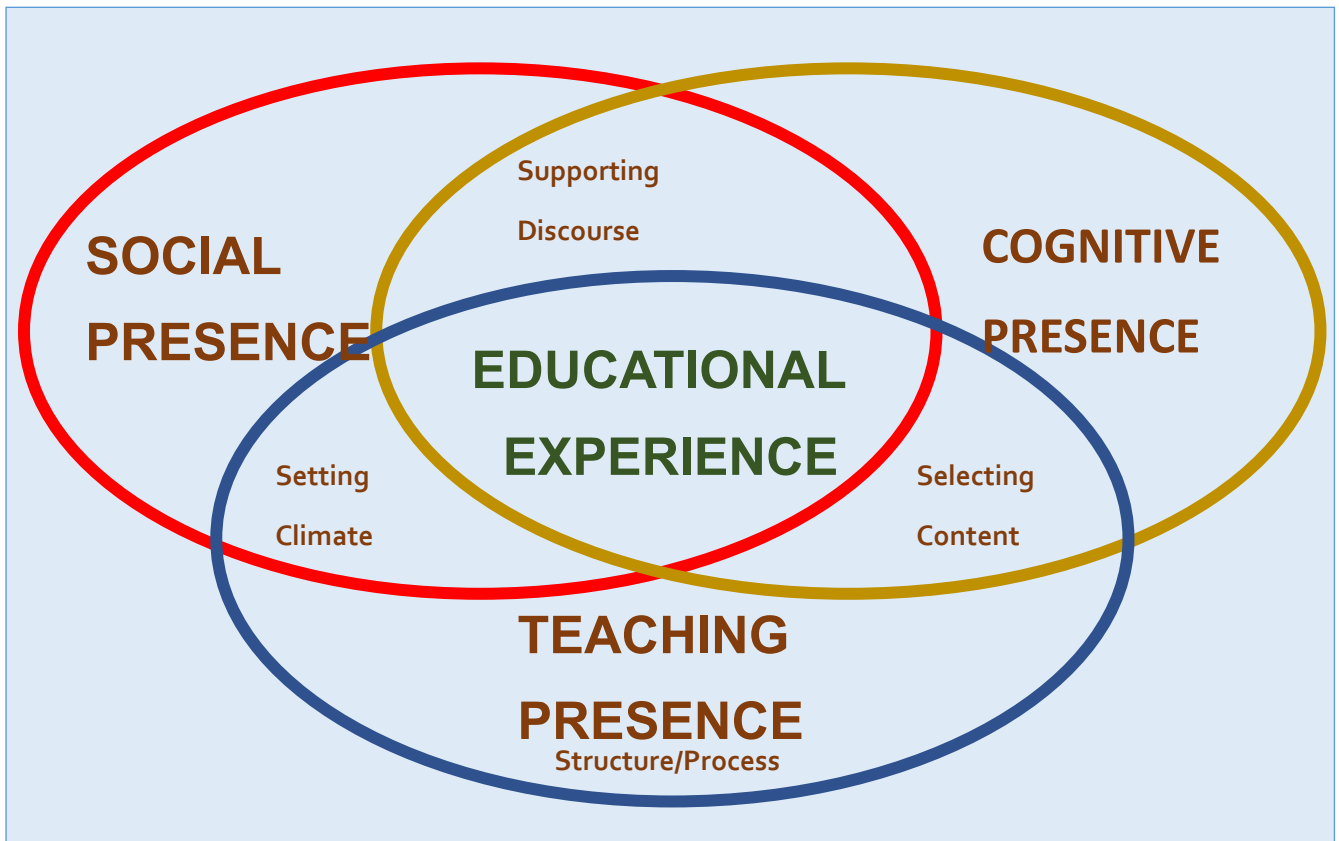 Supporting
Discourse
SOCIAL
PRESENCE
COGNITIVE
PRESENCE
EDUCATIONAL
EXPERIENCE
Setting
Climate
Selecting
Content
TEACHING
PRESENCE
Structure/Process